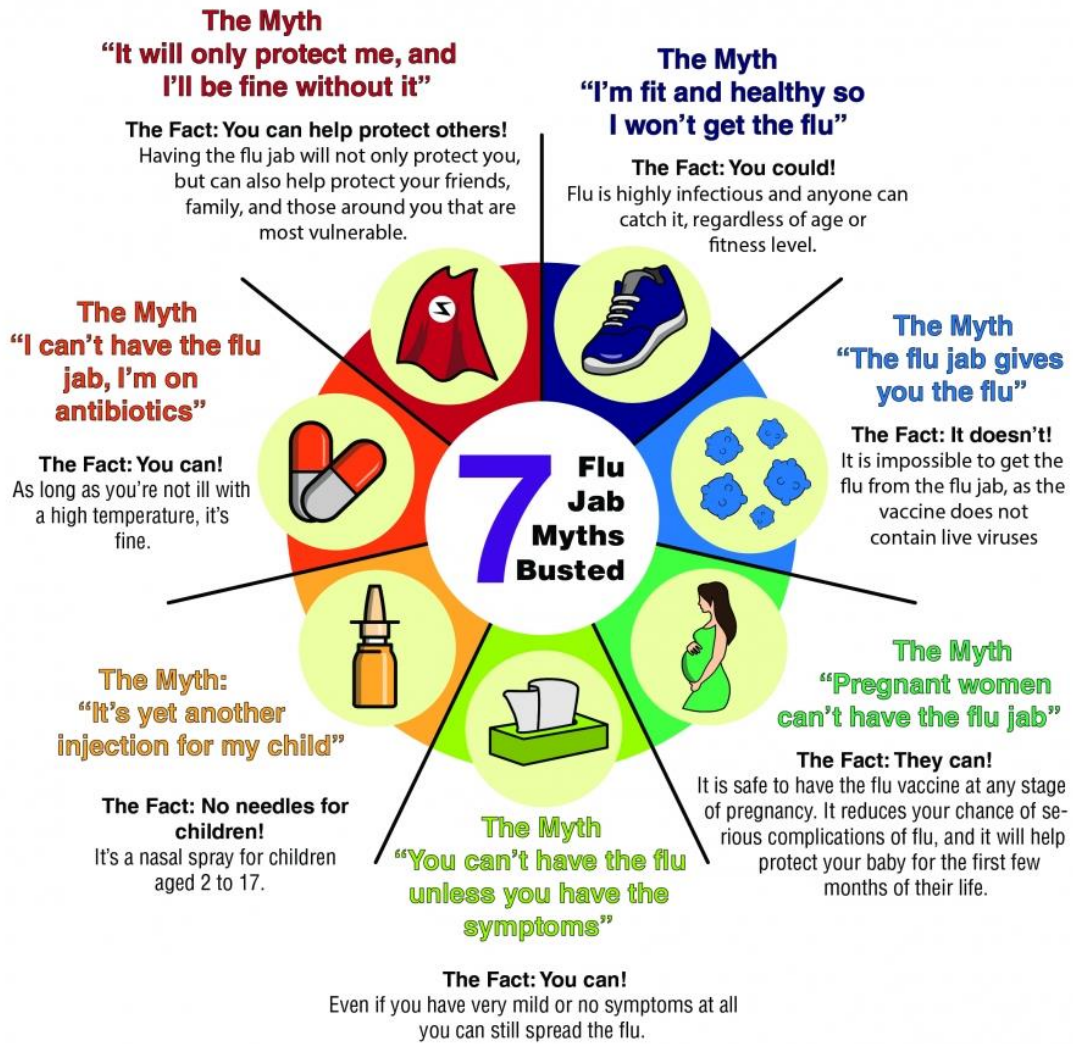 The Myth
“It will only protect me, and
I’ll be fine without it”
The Fact: You can help protect others!
Having the flu jab will not only protect you,
but can also help protect your friends,
family, and those around you that are
most vulnerable.
The Myth
“I’m fit and healthy so
I won’t get the flu”
The Fact: You could!
Flu is highly infectious and anyone can
catch it, regardless of age or
fitness level.
The Myth
“The flu jab gives
you the flu”
The Fact: It doesn’t!
It is impossible to get the
flu from the flu jab, as the
vaccine does not
contain live viruses
The Myth
“Pregnant women
can’t have the flu jab”
The Fact: They can!
It is safe to have the flu vaccine at any stage
of pregnancy. It reduces your chance of se-
rious complications of flu, and it will help
protect your baby for the first few
months of their life.
The Myth
“You can’t have the flu
unless you have the
symptoms”
The Fact: You can!
Even if you have very mild or no symptoms at all
you can still spread the flu.
The Myth:
“It’s yet another
injection for my child”
The Fact: No needles for
children!
It’s a nasal spray for children
aged 2 to 17.
The Myth
“I can’t have the flu
jab, I’m on
antibiotics”
The Fact: You can!
As long as you’re not ill with
a high temperature, it’s
fine.
7 Flu
Jab
Myths
Busted